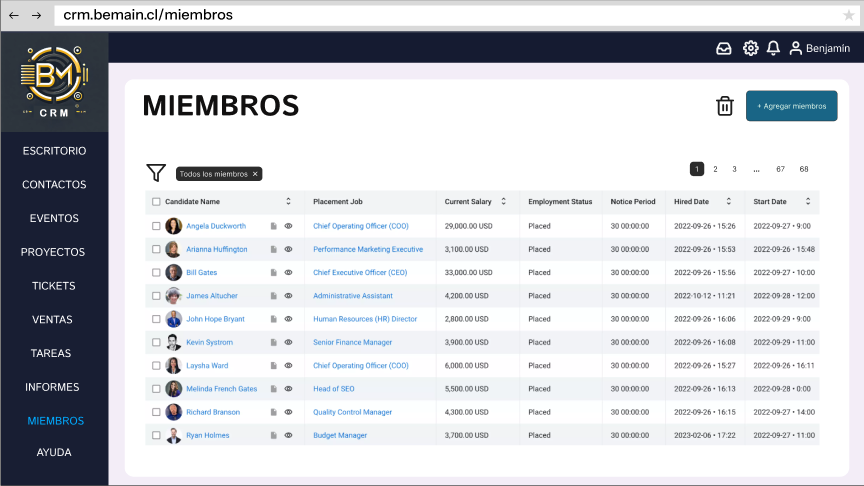 crm.bemain.cl/miembros
BM
CRM
Benjamín
ESCRITORIO
CONTACTOS
EVENTOS
PROYECTOS
TICKETS
VENTAS
TAREAS
INFORMES
MIEMBROS
AYUDA
MIEMBROS
+ Agregar miembros
Todos los miembros ×
1 2 3 ... 67 68
Candidate Name Placement Job Current Salary Employment Status Notice Period Hired Date Start Date
Angela Duckworth Chief Operating Officer (COO) 29,000.00 USD Placed 30 00:00:00 2022-09-26 • 15:26 2022-09-27 • 9:00
Arianna Huffington Performance Marketing Executive 3,100.00 USD Placed 30 00:00:00 2022-09-26 • 15:53 2022-09-26 • 15:48
Bill Gates Chief Executive Officer (CEO) 33,000.00 USD Placed 30 00:00:00 2022-09-26 • 15:56 2022-09-27 • 10:00
James Altucher Administrative Assistant 4,200.00 USD Placed 30 00:00:00 2022-10-12 • 11:21 2022-09-28 • 12:00
John Hope Bryant Human Resources (HR) Director 2,800.00 USD Placed 30 00:00:00 2022-09-26 • 16:06 2022-09-29 • 9:00
Kevin Systrom Senior Finance Manager 3,900.00 USD Placed 30 00:00:00 2022-09-26 • 16:08 2022-09-29 • 11:00
Laysha Ward Chief Operating Officer (COO) 6,000.00 USD Placed 30 00:00:00 2022-09-26 • 15:27 2022-09-26 • 16:11
Melinda French Gates Head of SEO 5,500.00 USD Placed 30 00:00:00 2022-09-26 • 16:13 2022-09-28 • 0:00
Richard Branson Quality Control Manager 4,300.00 USD Placed 30 00:00:00 2022-09-26 • 16:15 2022-09-27 • 14:00
Ryan Holmes Budget Manager 3,700.00 USD Placed 30 00:00:00 2023-02-06 • 17:22 2022-09-27 • 11:00